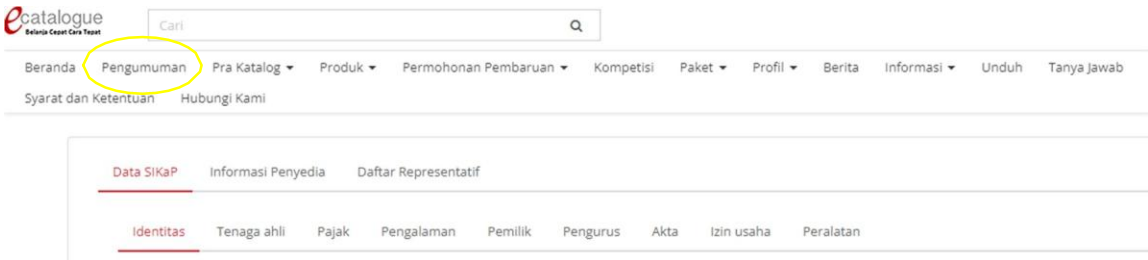 ecatalogue
Belanja Cepat Cara Tepat
Cari
Beranda Pengumuman Pra Katalog Produk Permohonan Pembaruan Kompetisi Paket Profil Berita Informasi Unduh Tanya Jawab
Syarat dan Ketentuan Hubungi Kami
Data SIKaP Informasi Penyedia Daftar Representatif
Identitas Tenaga ahli Pajak Pengalaman Pemilik Pengurus Akta Izin usaha Peralatan